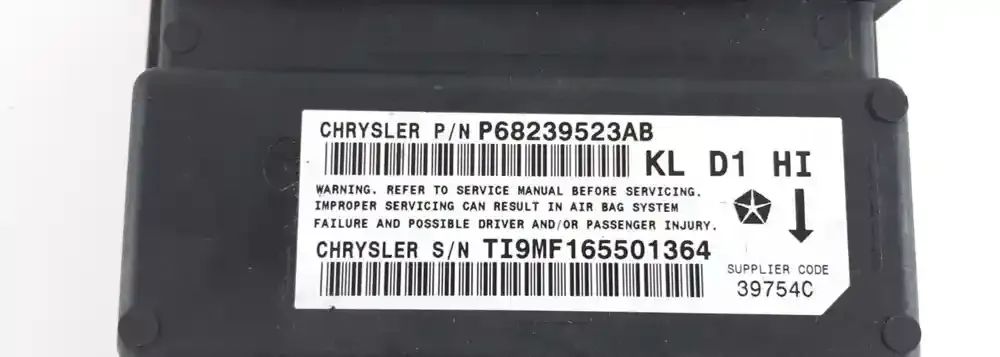 CHRYSLER P/N P68239523AB
KL D1 HI
WARNING. REFER TO SERVICE MANUAL BEFORE SERVICING.
IMPROPER SERVICING CAN RESULT IN AIR BAG SYSTEM
FAILURE AND POSSIBLE DRIVER AND/OR PASSENGER INJURY.
CHRYSLER S/N TI9MF165501364
SUPPLIER CODE
39754C